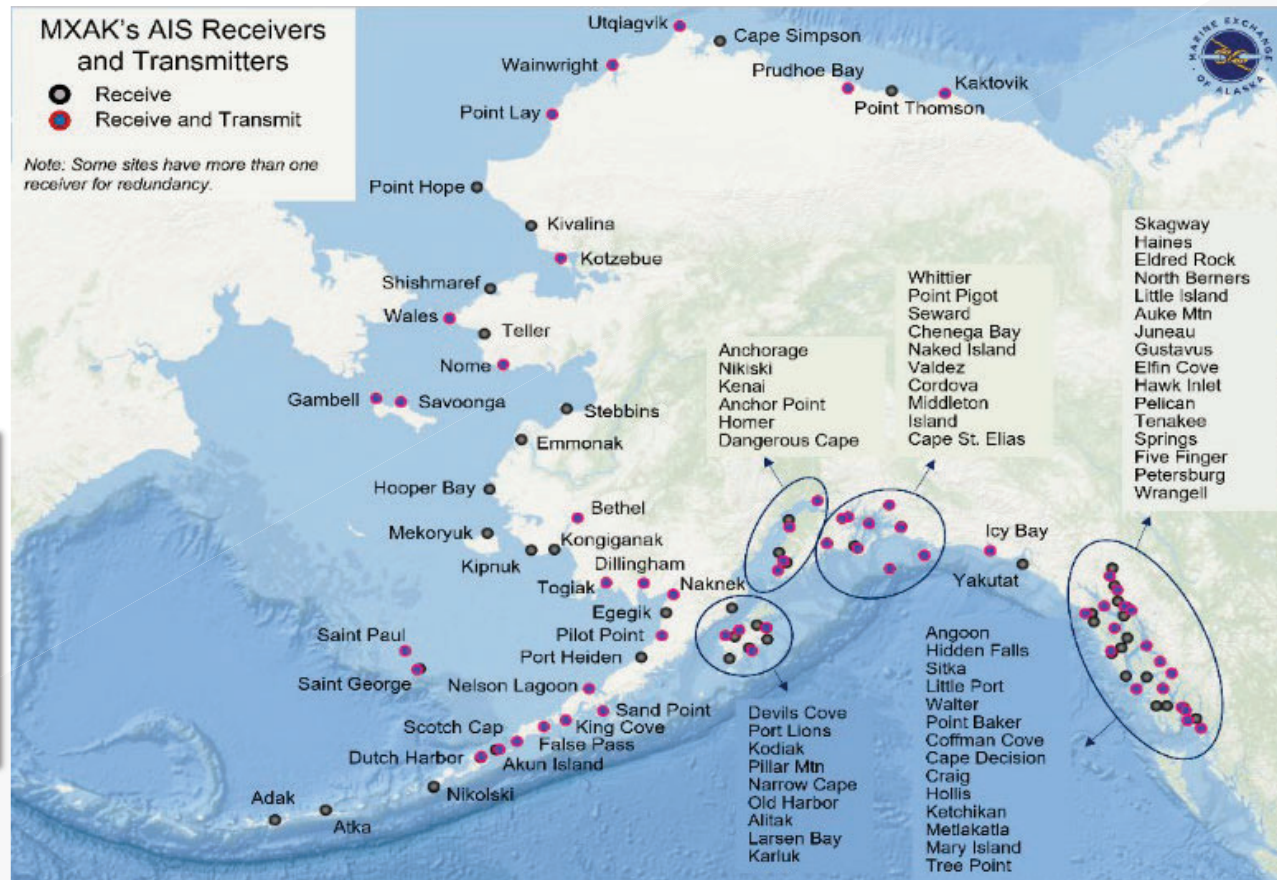 MXAK's AIS Receivers
and Transmitters
Receive
Receive and Transmit
Note: Some sites have more than one
receiver for redundancy.
MARINE EXCHANGE
OF ALASKA
Utqiagvik
Cape Simpson
Wainwright
Prudhoe Bay
Kaktovik
Point Thomson
Point Lay
Point Hope
Kivalina
Kotzebue
Shishmaref
Wales
Teller
Nome
Gambell
Savoonga
Stebbins
Emmonak
Hooper Bay
Bethel
Mekoryuk
Kongiganak
Kipnuk
Dillingham
Togiak
Naknek
Egegik
Saint Paul
Pilot Point
Saint George
Port Heiden
Nelson Lagoon
Sand Point
Scotch Cap
King Cove
False Pass
Dutch Harbor
Akun Island
Nikolski
Adak
Atka
Anchorage
Nikiski
Kenai
Anchor Point
Homer
Dangerous Cape
Whittier
Point Pigot
Seward
Chenega Bay
Naked Island
Valdez
Cordova
Middleton
Island
Cape St. Elias
Icy Bay
Yakutat
Skagway
Haines
Eldred Rock
North Berners
Little Island
Auke Mtn
Juneau
Gustavus
Elfin Cove
Hawk Inlet
Pelican
Tenakee
Springs
Five Finger
Petersburg
Wrangell
Devils Cove
Port Lions
Kodiak
Pillar Mtn
Narrow Cape
Old Harbor
Alitak
Larsen Bay
Karluk
Angoon
Hidden Falls
Sitka
Little Port
Walter
Point Baker
Coffman Cove
Cape Decision
Craig
Hollis
Ketchikan
Metlakatla
Mary Island
Tree Point